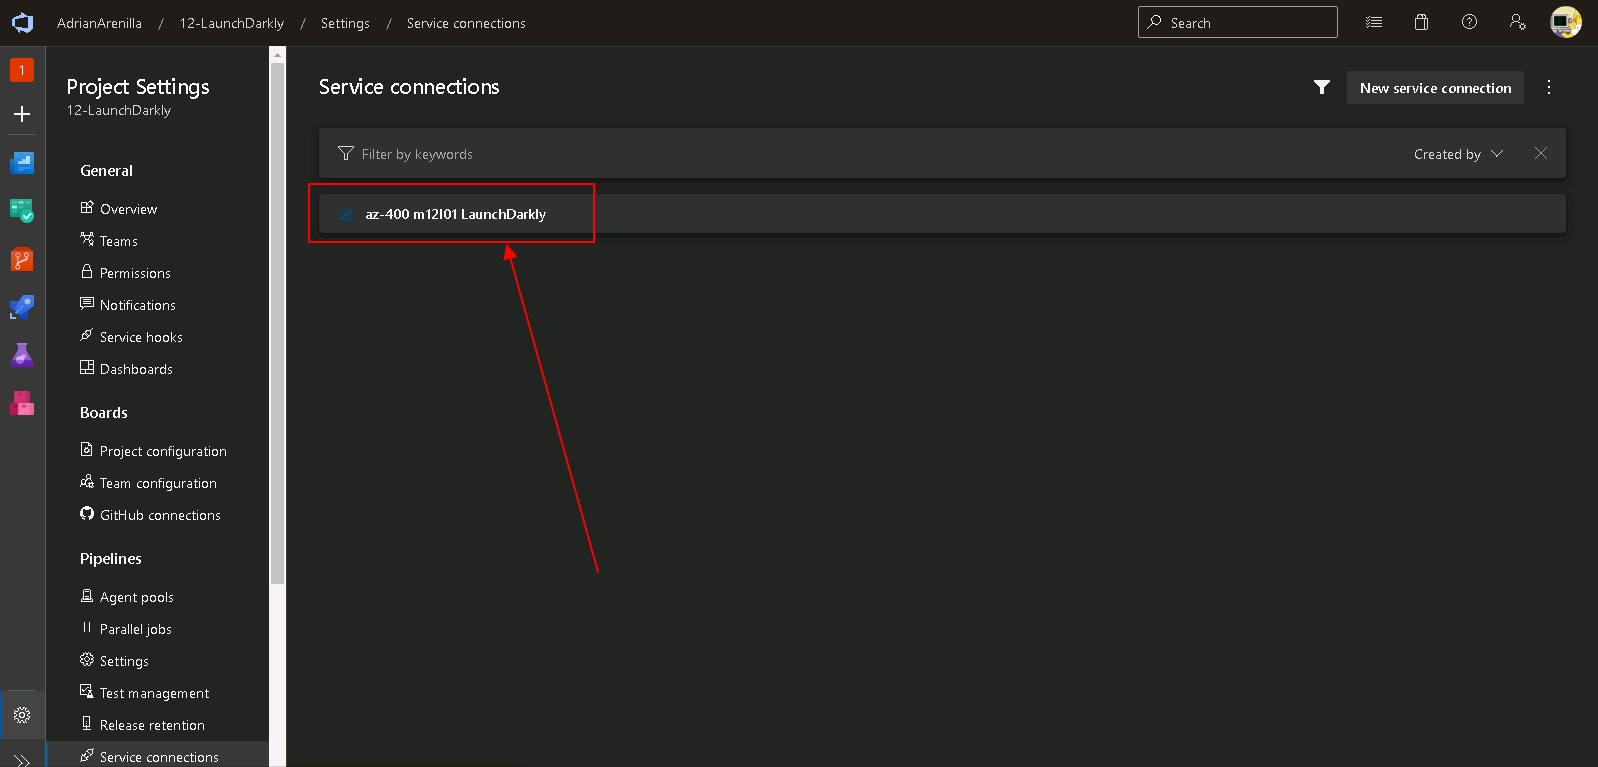 AdrianArenilla / 12-LaunchDarkly / Settings / Service connections
Search
1
Project Settings
12-LaunchDarkly
General
Overview
Teams
Permissions
Notifications
Service hooks
Dashboards
Boards
Project configuration
Team configuration
GitHub connections
Pipelines
Agent pools
Parallel jobs
Settings
Test management
Release retention
Service connections
Service connections
New service connection
Filter by keywords
Created by
az-400 m12l01 LaunchDarkly